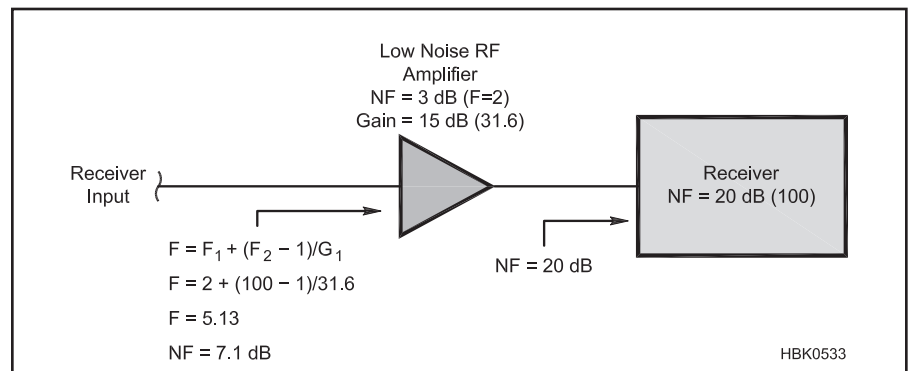 Low Noise RF
Amplifier
NF = 3 dB (F=2)
Gain = 15 dB (31.6)
Receiver
Input
Receiver
NF = 20 dB (100)
NF = 20 dB
F = F₁ + (F₂ − 1)/G₁
F = 2 + (100 − 1)/31.6
F = 5.13
NF = 7.1 dB
HBK0533